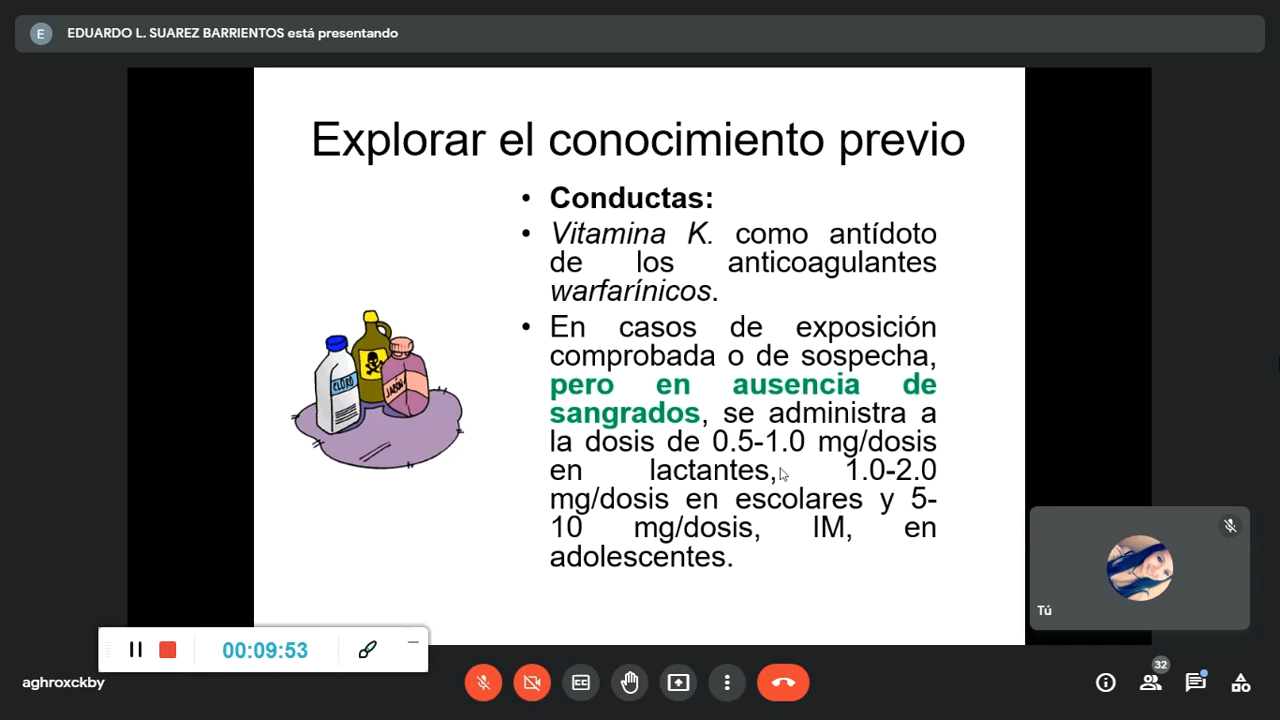 E
EDUARDO L. SUAREZ BARRIENTOS está presentando
Explorar el conocimiento previo
• Conductas:
• Vitamina K. como antídoto
de los anticoagulantes
warfarínicos.
• En casos de exposición
comprobada o de sospecha,
pero en ausencia de
sangrados, se administra a
la dosis de 0.5-1.0 mg/dosis
en lactantes, 1.0-2.0
mg/dosis en escolares y 5-
10 mg/dosis, IM, en
adolescentes.
CLORO
JABÓN
Tú
00:09:53
aghroxckby
32